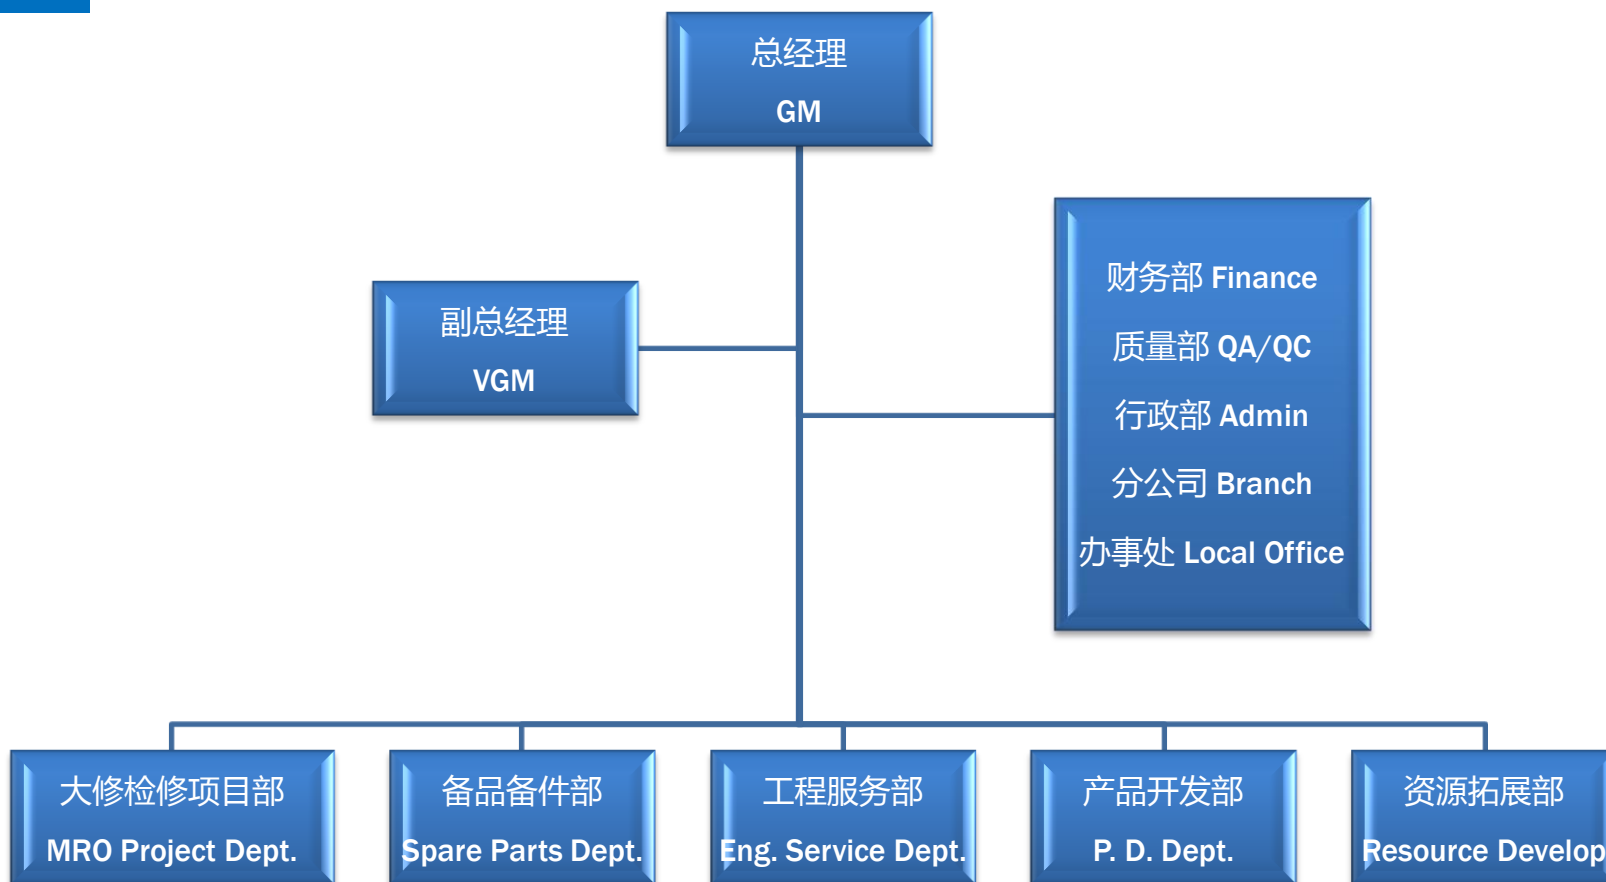 总经理
GM
副总经理
VGM
财务部 Finance
质量部 QA/QC
行政部 Admin
分公司 Branch
办事处 Local Office
大修检修项目部
MRO Project Dept.
备品备件部
Spare Parts Dept.
工程服务部
Eng. Service Dept.
产品开发部
P. D. Dept.
资源拓展部
Resource Develop